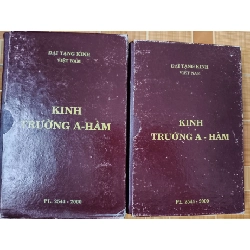 ĐẠI TẠNG KINH
VIỆT NAM
KINH
TRƯỜNG A-HÀM
PL. 2544 - 2000
ĐẠI TẠNG KINH
VIỆT NAM
KINH
TRƯỜNG A - HÀM
PL. 2544 - 2000